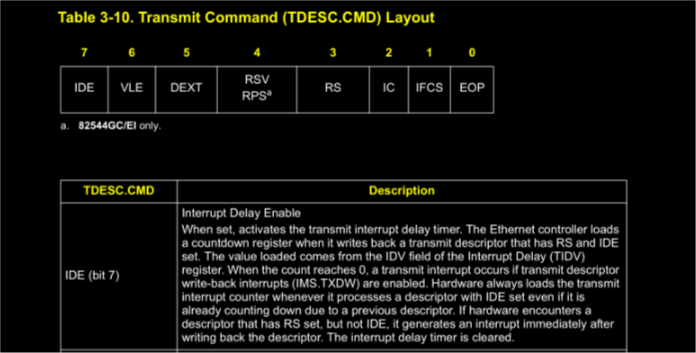 Table 3-10. Transmit Command (TDESC.CMD) Layout
7 6 5 4 3 2 1 0
IDE VLE DEXT RSV RPSa RS IC IFCS EOP
a. 82544GC/EI only.
TDESC.CMD Description
Interrupt Delay Enable
When set, activates the transmit interrupt delay timer. The Ethernet controller loads
a countdown register when it writes back a transmit descriptor that has RS and IDE
set. The value loaded comes from the IDV field of the Interrupt Delay (TIDV)
register. When the count reaches 0, a transmit interrupt occurs if transmit descriptor
IDE (bit 7)
write-back interrupts (IMS.TXDW) are enabled. Hardware always loads the transmit
interrupt counter whenever it processes a descriptor with IDE set even if it is
already counting down due to a previous descriptor. If hardware encounters a
descriptor that has RS set, but not IDE, it generates an interrupt immediately after
writing back the descriptor. The interrupt delay timer is cleared.